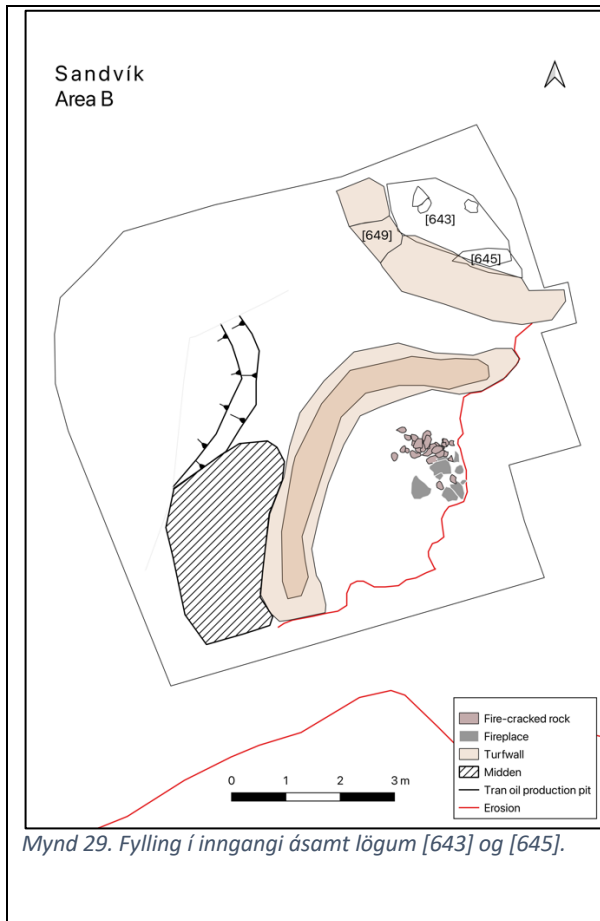 Sandvík
Area B
[643]
[649]
[645]
Fire-cracked rock
Fireplace
Turfwall
Midden
Tran oil production pit
Erosion
0 1 2 3 m
Mynd 29. Fylling í inngangi ásamt lögum [643] og [645].